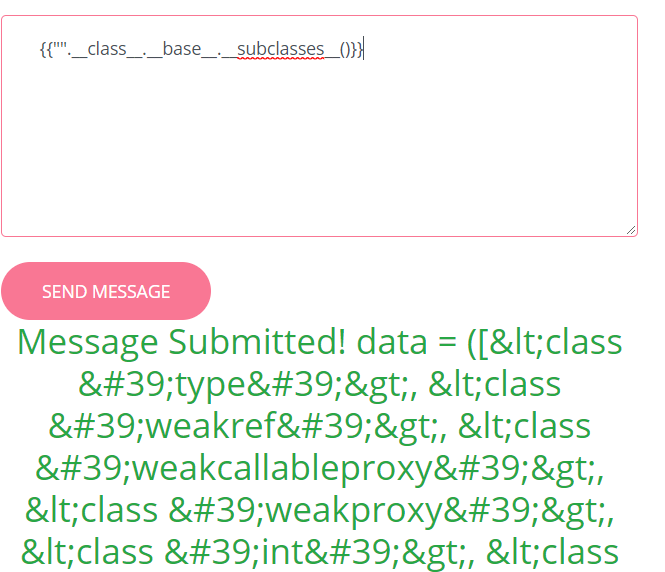 {{"".__class__.__base__.__subclasses__()}}
SEND MESSAGE
Message Submitted! data = ([&lt;class
&#39;type&#39;&gt;, &lt;class
&#39;weakref&#39;&gt;, &lt;class
&#39;weakcallableproxy&#39;&gt;,
&lt;class &#39;weakproxy&#39;&gt;,
&lt;class &#39;int&#39;&gt;, &lt;class